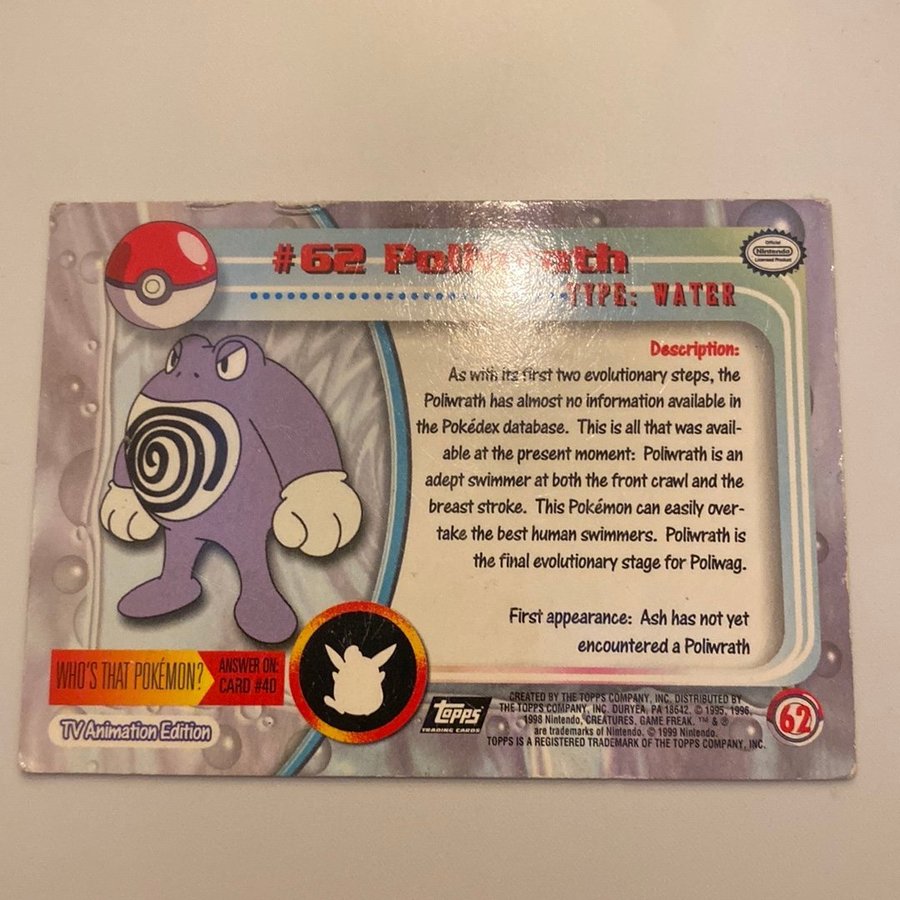 #62 Poliwrath
TYPE: WATER
Official
Nintendo
Licensed Product
Description:
As with its first two evolutionary steps, the
Poliwrath has almost no information available in
the Pokédex database. This is all that was avail-
able at the present moment: Poliwrath is an
adept swimmer at both the front crawl and the
breast stroke. This Pokémon can easily over-
take the best human swimmers. Poliwrath is
the final evolutionary stage for Poliwag.
First appearance: Ash has not yet
encountered a Poliwrath
WHO'S THAT POKÉMON?
ANSWER ON:
CARD #40
TV Animation Edition
Topps
TRADING CARDS
CREATED BY THE TOPPS COMPANY, INC. DISTRIBUTED BY
THE TOPPS COMPANY, INC. DURYEA, PA 18642. © 1995, 1996,
1998 Nintendo, CREATURES, GAME FREAK. ™ & ®
are trademarks of Nintendo. © 1999 Nintendo.
TOPPS IS A REGISTERED TRADEMARK OF THE TOPPS COMPANY, INC.
62